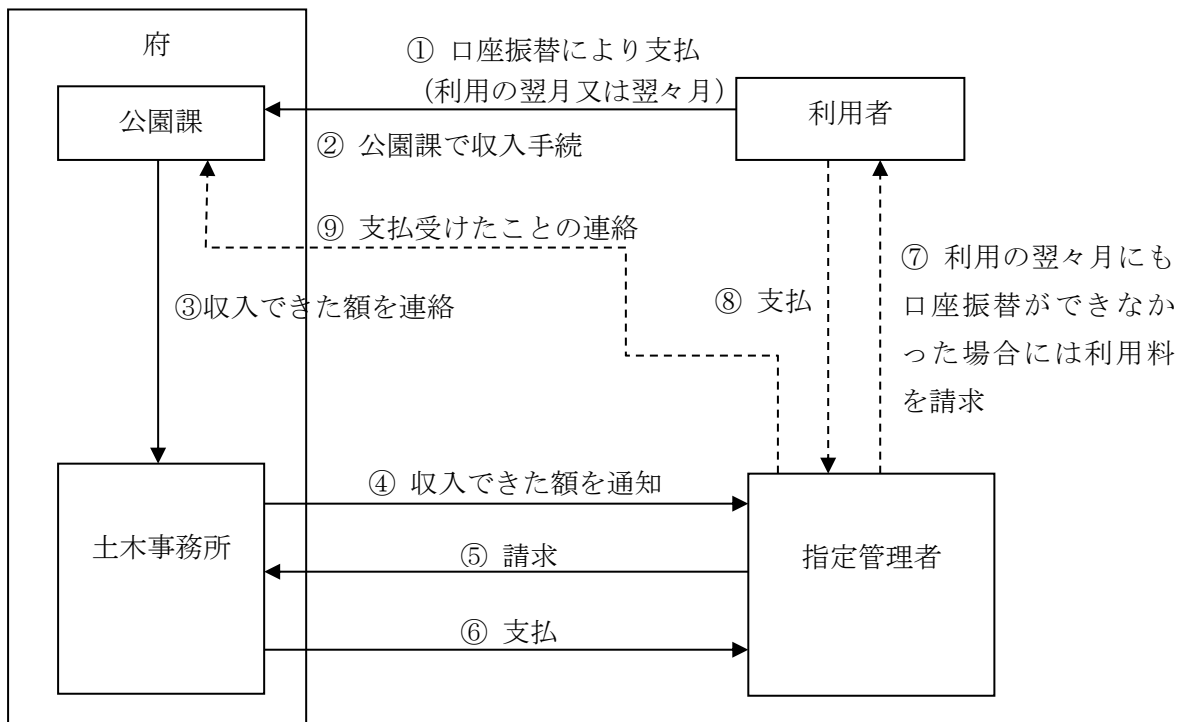 府
① 口座振替により支払
（利用の翌月又は翌々月）
公園課
利用者
② 公園課で収入手続
⑨ 支払受けたことの連絡
⑦ 利用の翌々月にも
口座振替ができなか
った場合には利用料
を請求
③収入できた額を連絡
⑧ 支払
④ 収入できた額を通知
土木事務所
⑤ 請求
指定管理者
⑥ 支払